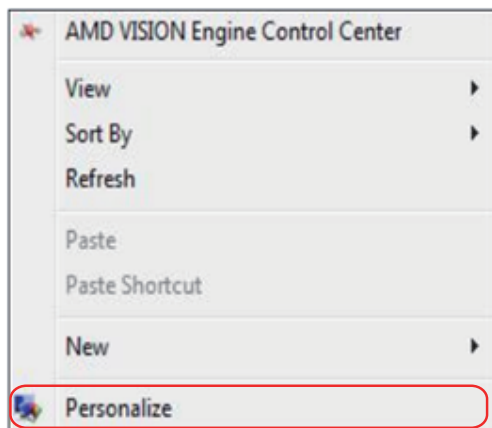 AMD VISION Engine Control Center
View
Sort By
Refresh
Paste
Paste Shortcut
New
Personalize